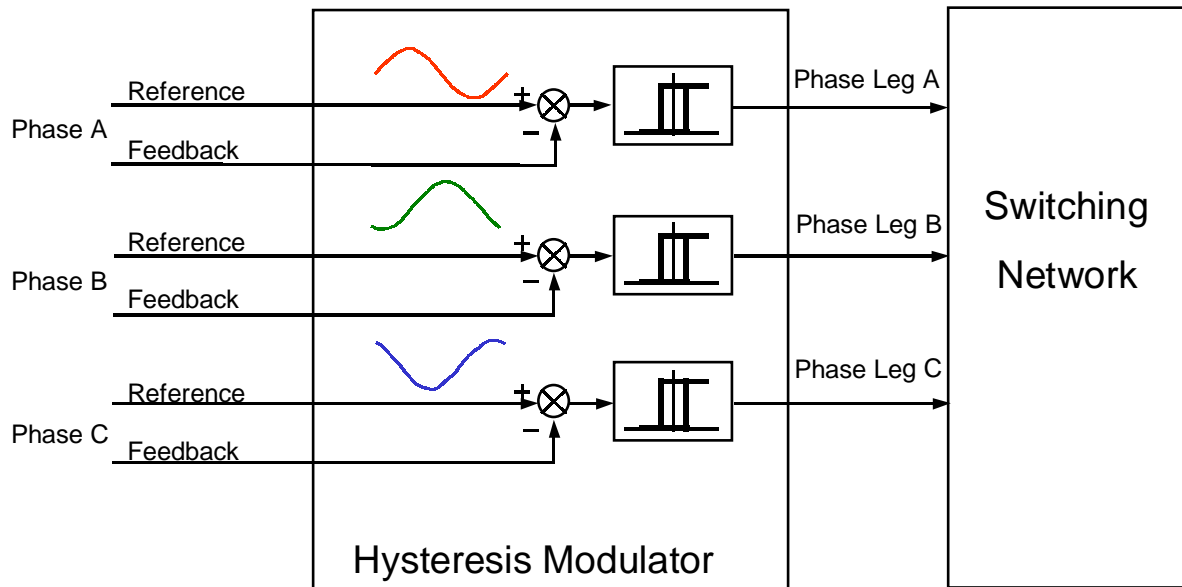 Reference
Phase A
Feedback
+
−
Phase Leg A
Reference
Phase B
Feedback
+
−
Phase Leg B
Reference
Phase C
Feedback
+
−
Phase Leg C
Hysteresis Modulator
Switching
Network